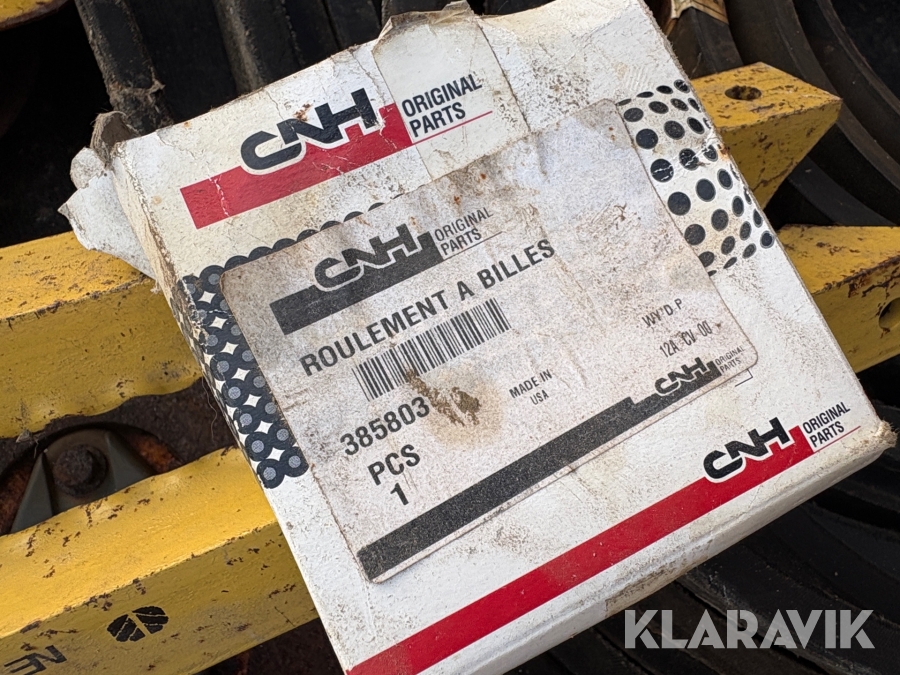 CNH ORIGINAL
PARTS
CNH ORIGINAL
PARTS
ROULEMENT A BILLES
385803
PCS
1
MADE IN
USA
12A
CNH ORIGINAL
PARTS
CNH ORIGINAL
PARTS
KLARAVIK